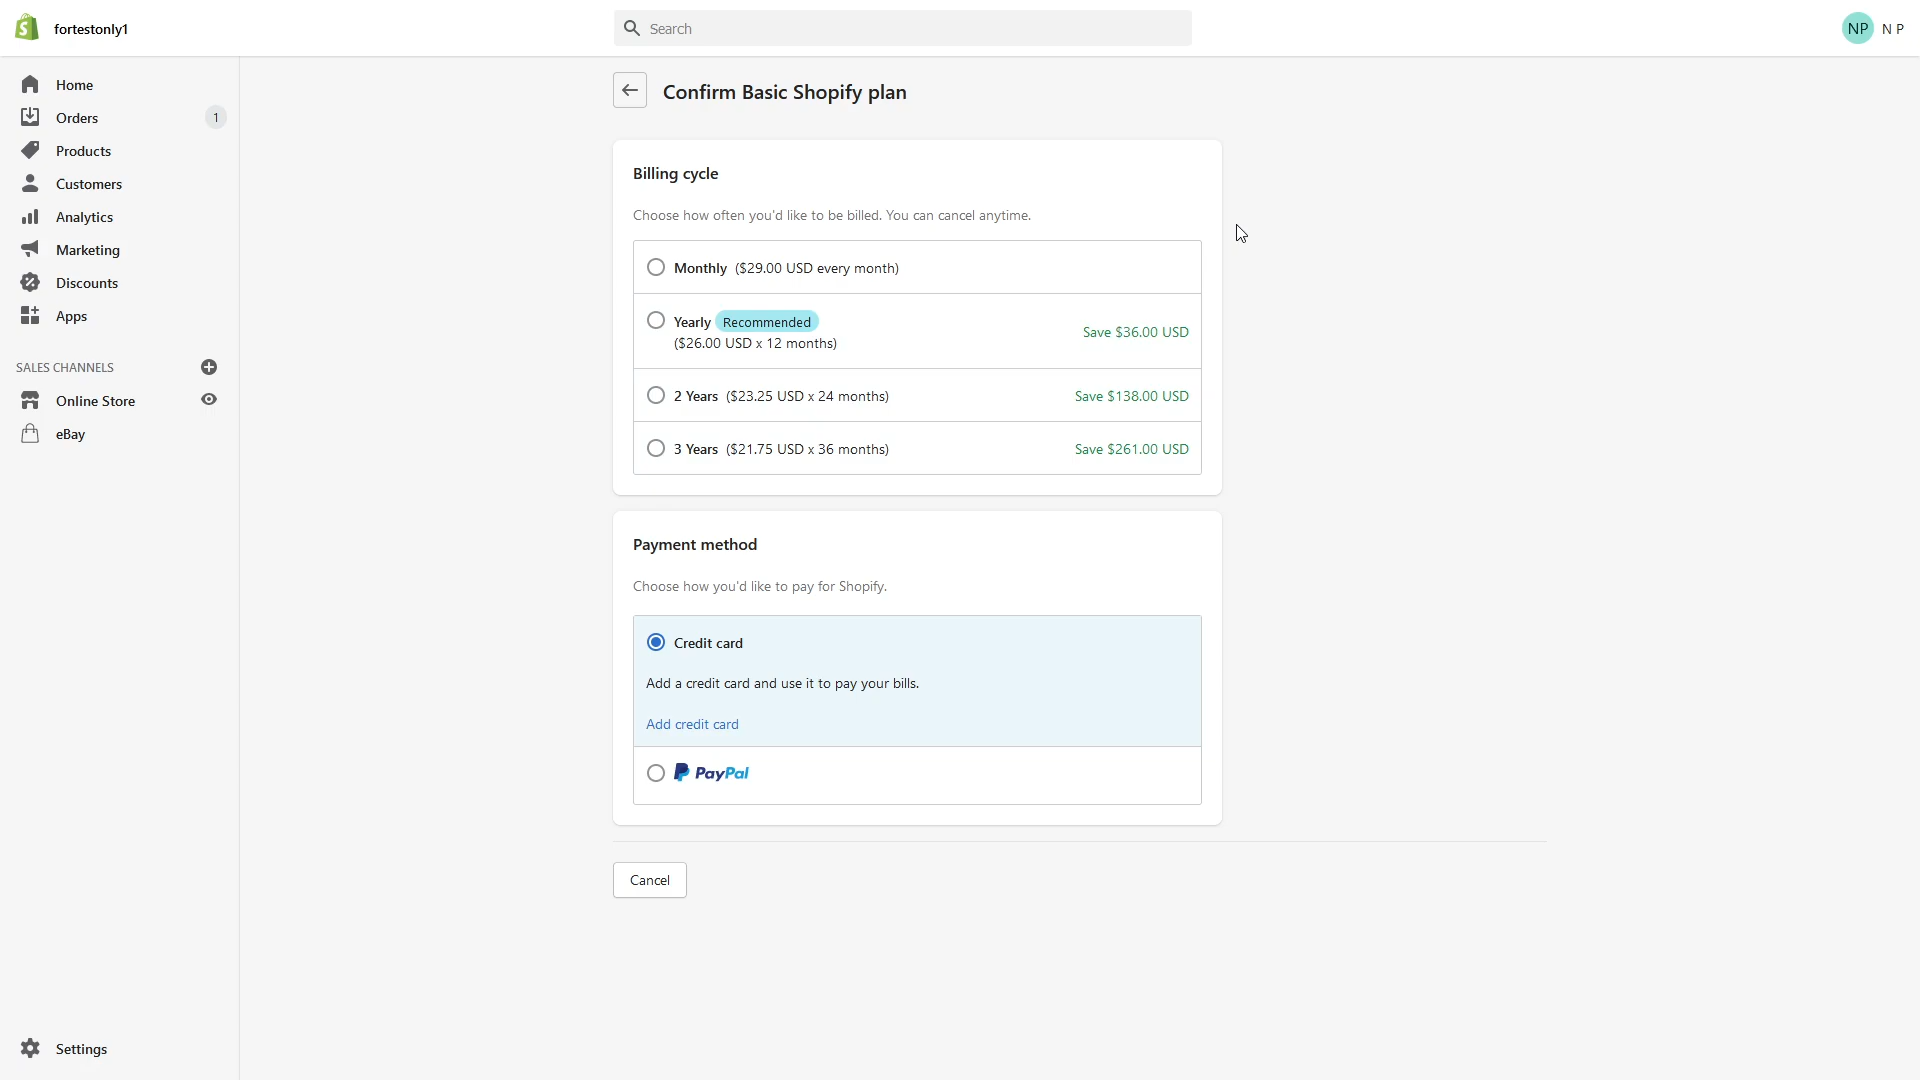 fortestonly1
Search
NP
N P
Home
Orders
1
Products
Customers
Analytics
Marketing
Discounts
Apps
SALES CHANNELS
Online Store
eBay
Settings
Confirm Basic Shopify plan
Billing cycle
Choose how often you'd like to be billed. You can cancel anytime.
Monthly ($29.00 USD every month)
Yearly Recommended
($26.00 USD x 12 months)
Save $36.00 USD
2 Years ($23.25 USD x 24 months) Save $138.00 USD
3 Years ($21.75 USD x 36 months) Save $261.00 USD
Payment method
Choose how you'd like to pay for Shopify.
Credit card
Add a credit card and use it to pay your bills.
Add credit card
PayPal
Cancel